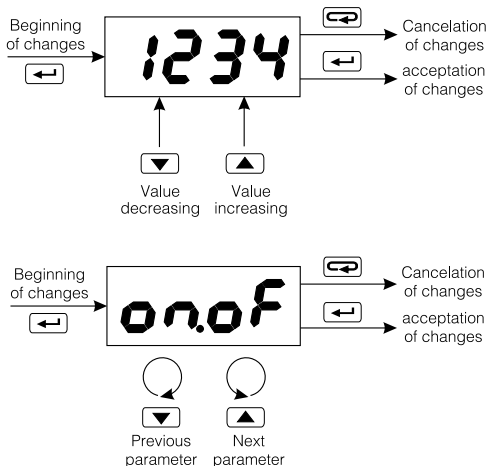 Beginning
of changes
1234
Cancelation
of changes
acceptation
of changes
Value
decreasing
Value
increasing
Beginning
of changes
on.oF
Cancelation
of changes
acceptation
of changes
Previous
parameter
Next
parameter